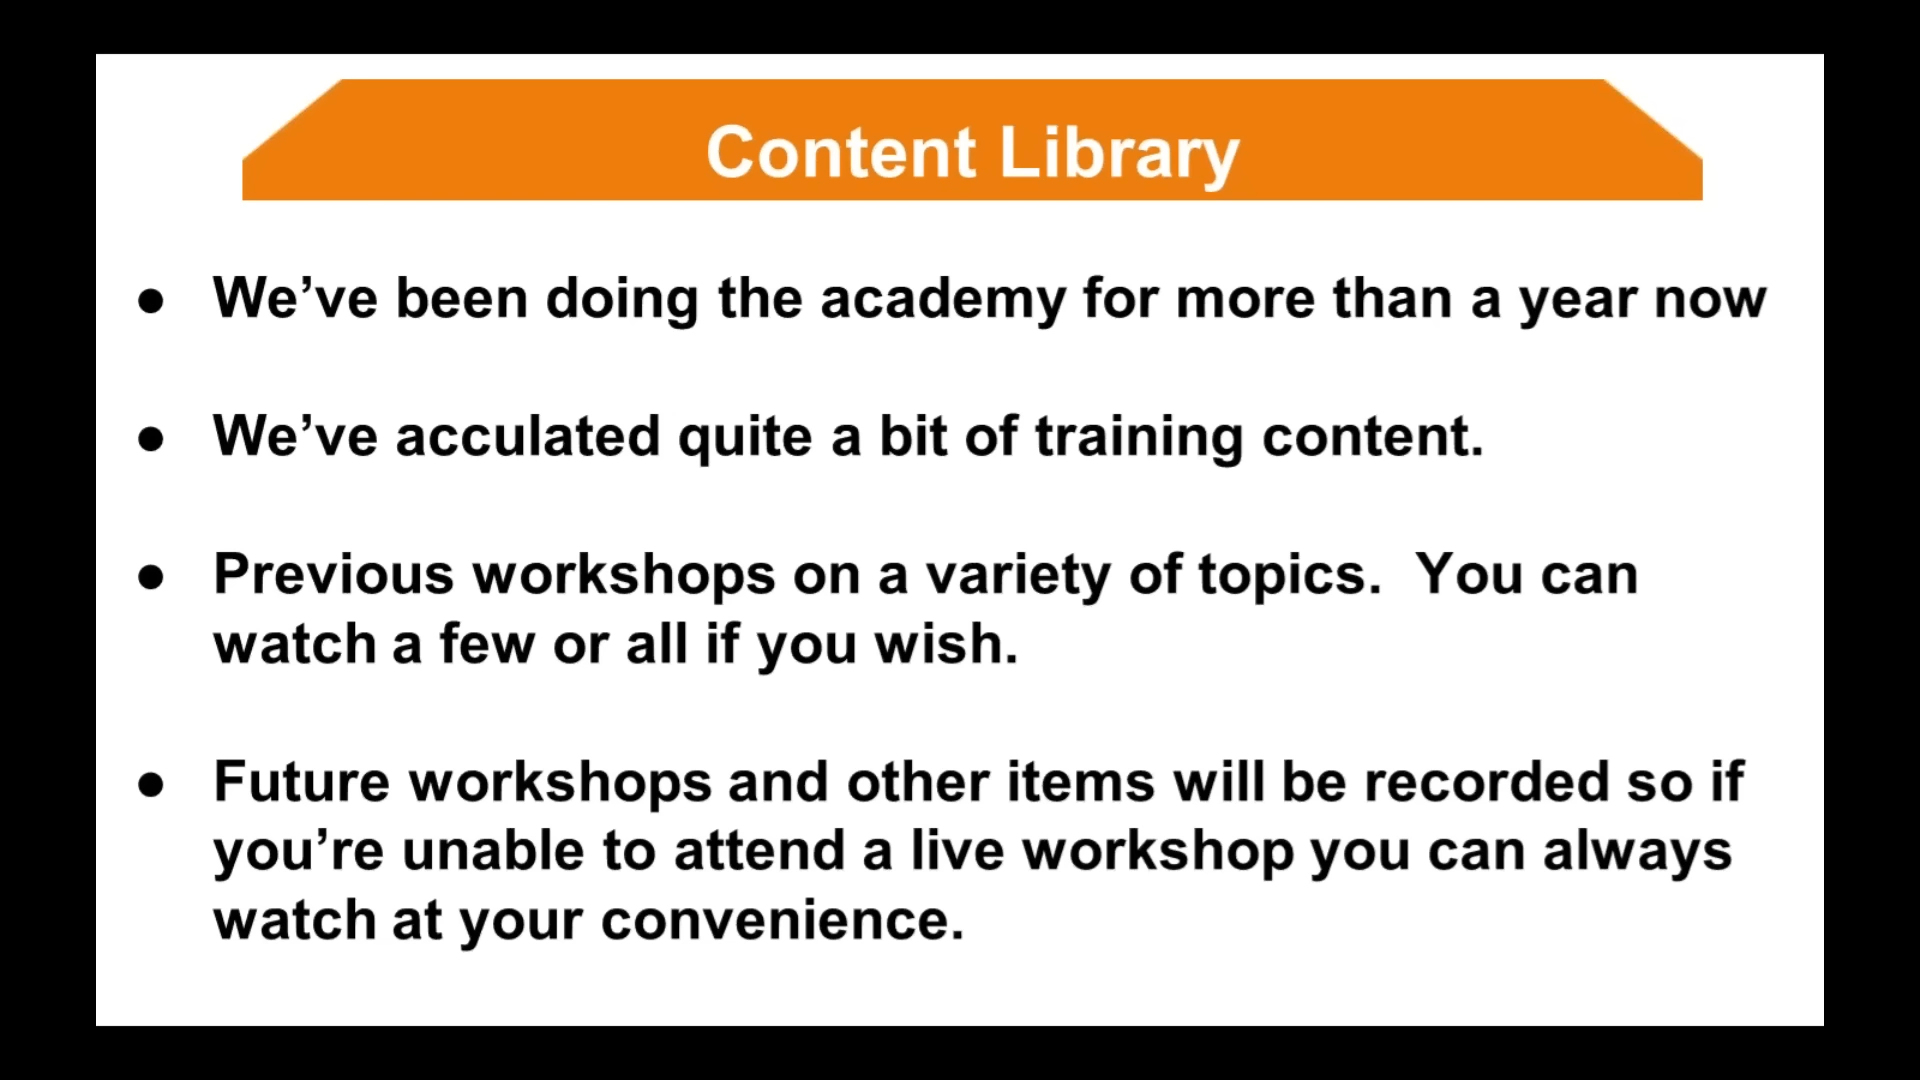 Content Library
● We’ve been doing the academy for more than a year now
● We’ve acculated quite a bit of training content.
● Previous workshops on a variety of topics.  You can
watch a few or all if you wish.
● Future workshops and other items will be recorded so if
you’re unable to attend a live workshop you can always
watch at your convenience.